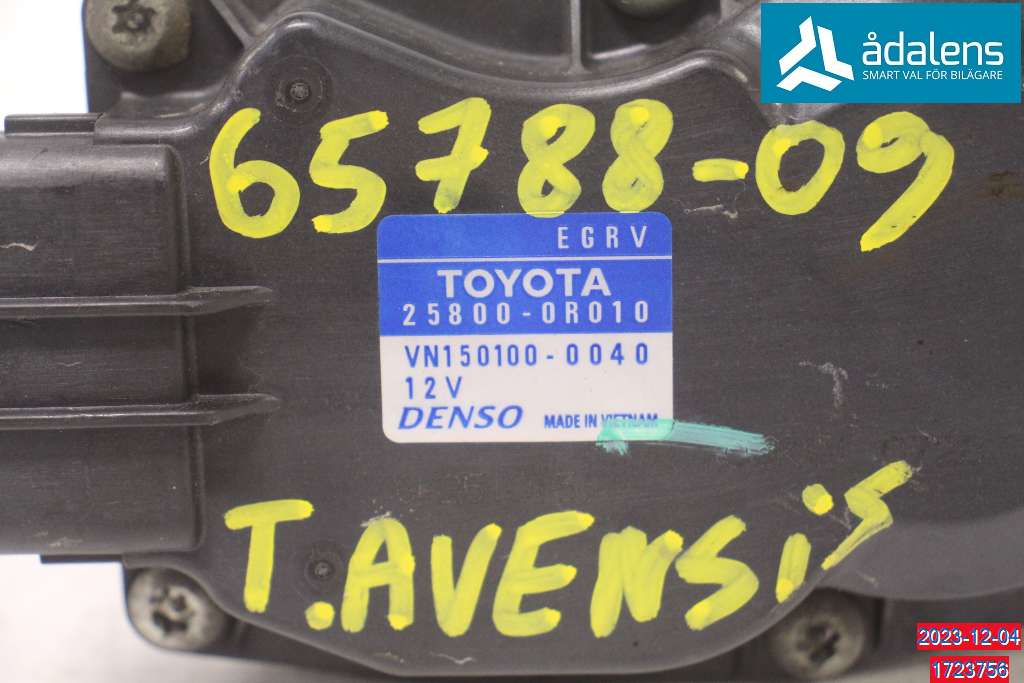 ådalens
SMART VAL FÖR BILÄGARE
65788-09
EGRV
TOYOTA
25800-0R010
VN150100-0040
12V
DENSO MADE IN VIETNAM
T.AVENSiS
2023-12-04
1723756